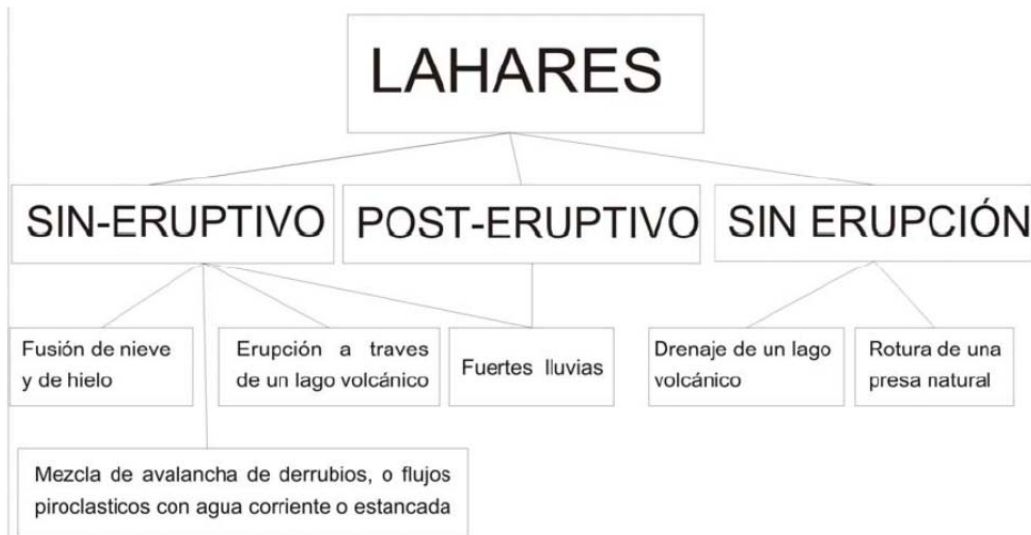 LAHARES
SIN-ERUPTIVO
POST-ERUPTIVO
SIN ERUPCIÓN
Fusión de nieve
y de hielo
Erupción a traves
de un lago volcánico
Fuertes lluvias
Drenaje de un lago
volcánico
Rotura de una
presa natural
Mezcla de avalancha de derrubios, o flujos
piroclasticos con agua corriente o estancada